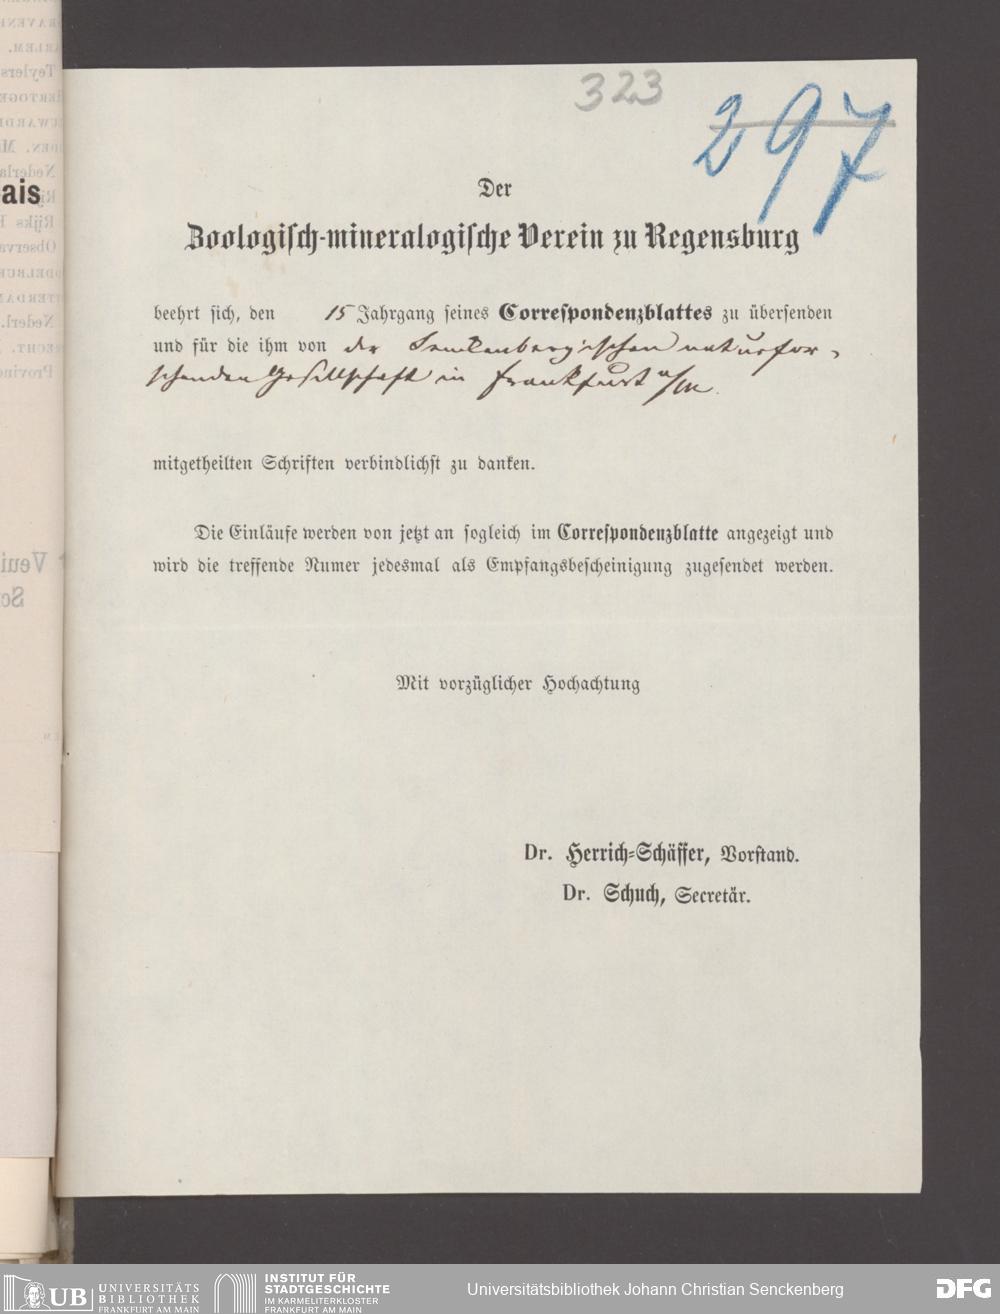 323
297
Der
Zoologisch-mineralogische Verein zu Regensburg
beehrt sich, den 15 Jahrgang seines Correspondenzblattes zu übersenden
und für die ihm von der Senckenbergischen naturfor-
schenden Gesellschaft in Frankfurt a/M.
mitgetheilten Schriften verbindlichst zu danken.
Die Einläufe werden von jetzt an sogleich im Correspondenzblatte angezeigt und
wird die treffende Numer jedesmal als Empfangsbescheinigung zugesendet werden.
Mit vorzüglicher Hochachtung
Dr. Herrich-Schäffer, Vorstand.
Dr. Schuch, Secretär.
ais
UB UNIVERSITÄTS
BIBLIOTHEK
FRANKFURT AM MAIN
INSTITUT FÜR
STADTGESCHICHTE
IM KARMELITERKLOSTER
FRANKFURT AM MAIN
Universitätsbibliothek Johann Christian Senckenberg
DFG